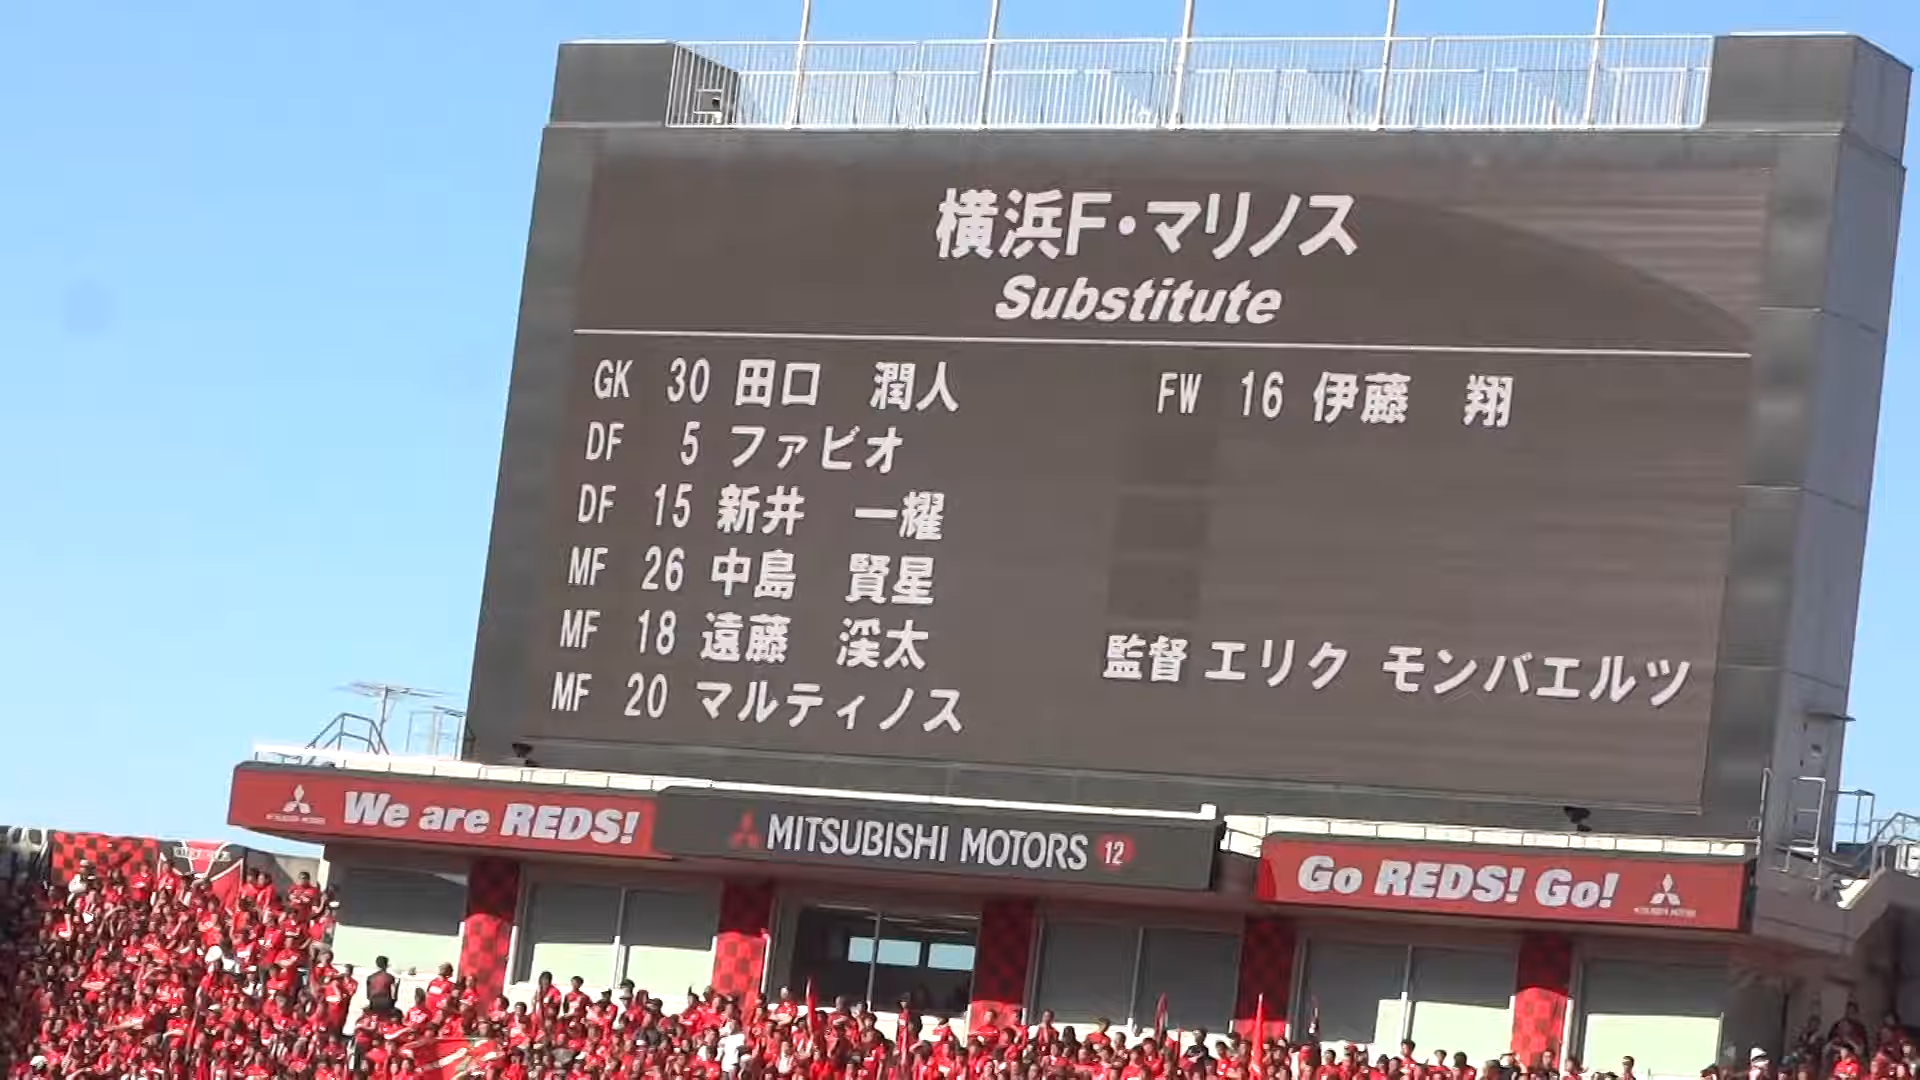 横浜F・マリノス
Substitute
GK 30 田口 潤人
DF 5 ファビオ
DF 15 新井 一耀
MF 26 中島 賢星
MF 18 遠藤 渓太
MF 20 マルティノス
FW 16 伊藤 翔
監督 エリク モンバエルツ
We are REDS!
MITSUBISHI MOTORS 12
Go REDS! Go!